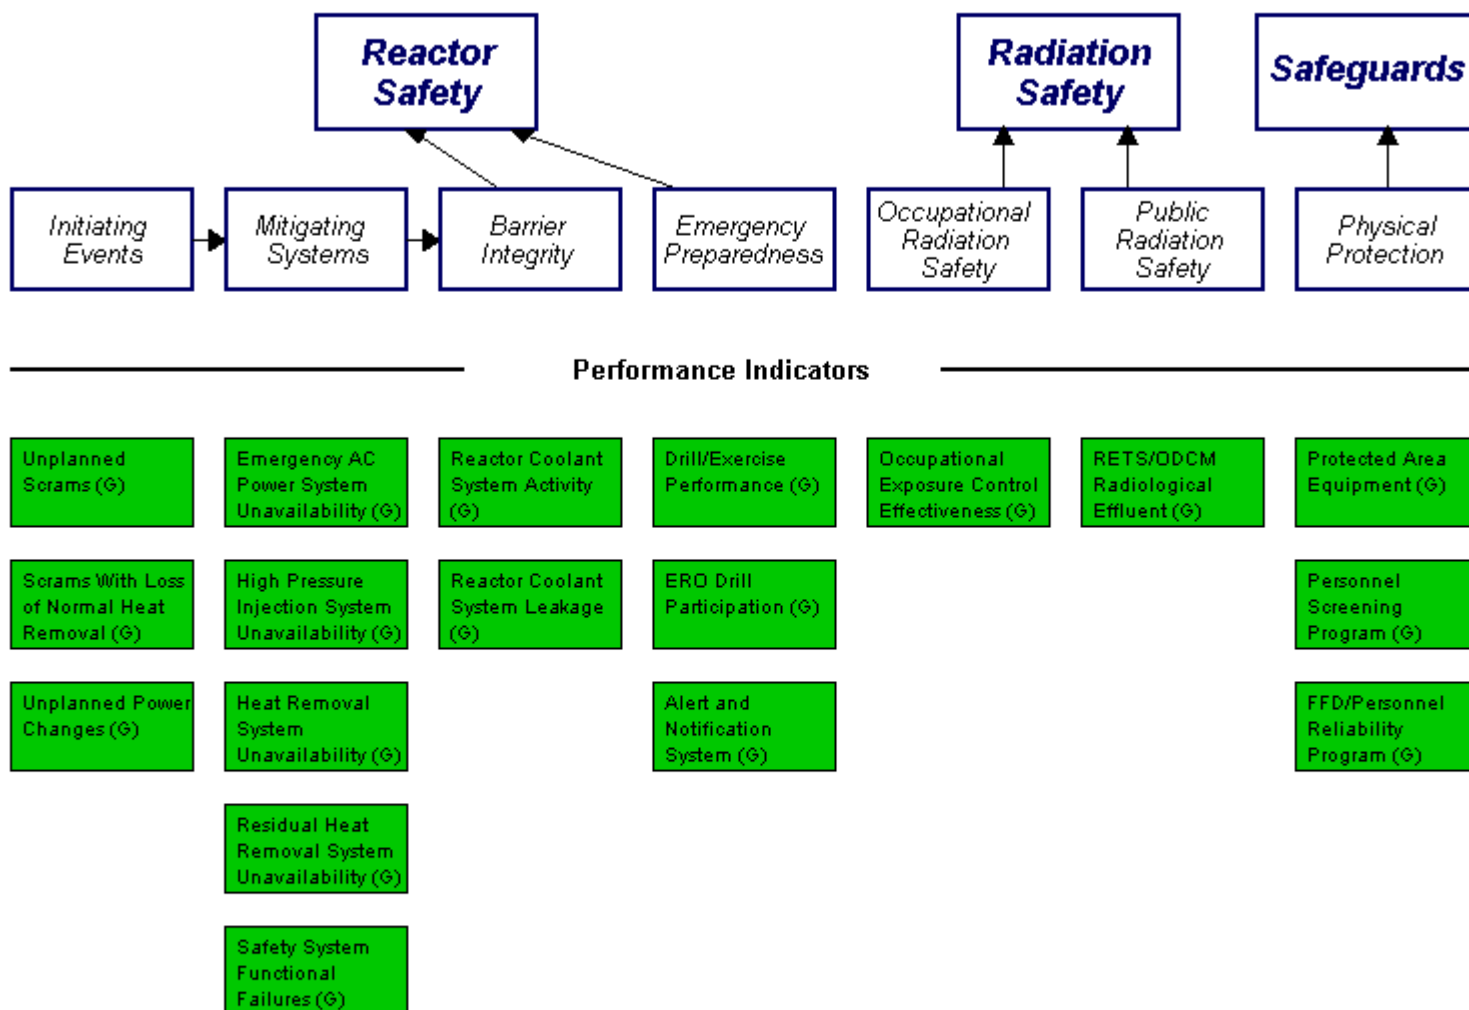 Reactor
Safety
Radiation
Safety
Safeguards
Initiating
Events
Mitigating
Systems
Barrier
Integrity
Emergency
Preparedness
Occupational
Radiation
Safety
Public
Radiation
Safety
Physical
Protection
Performance Indicators
Unplanned
Scrams (G)
Emergency AC
Power System
Unavailability (G)
Reactor Coolant
System Activity
(G)
Drill/Exercise
Performance (G)
Occupational
Exposure Control
Effectiveness (G)
RETS/ODCM
Radiological
Effluent (G)
Protected Area
Equipment (G)
Scrams With Loss
of Normal Heat
Removal (G)
High Pressure
Injection System
Unavailability (G)
Reactor Coolant
System Leakage
(G)
ERO Drill
Participation (G)
Personnel
Screening
Program (G)
Unplanned Power
Changes (G)
Heat Removal
System
Unavailability (G)
Alert and
Notification
System (G)
FFD/Personnel
Reliability
Program (G)
Residual Heat
Removal System
Unavailability (G)
Safety System
Functional
Failures (G)